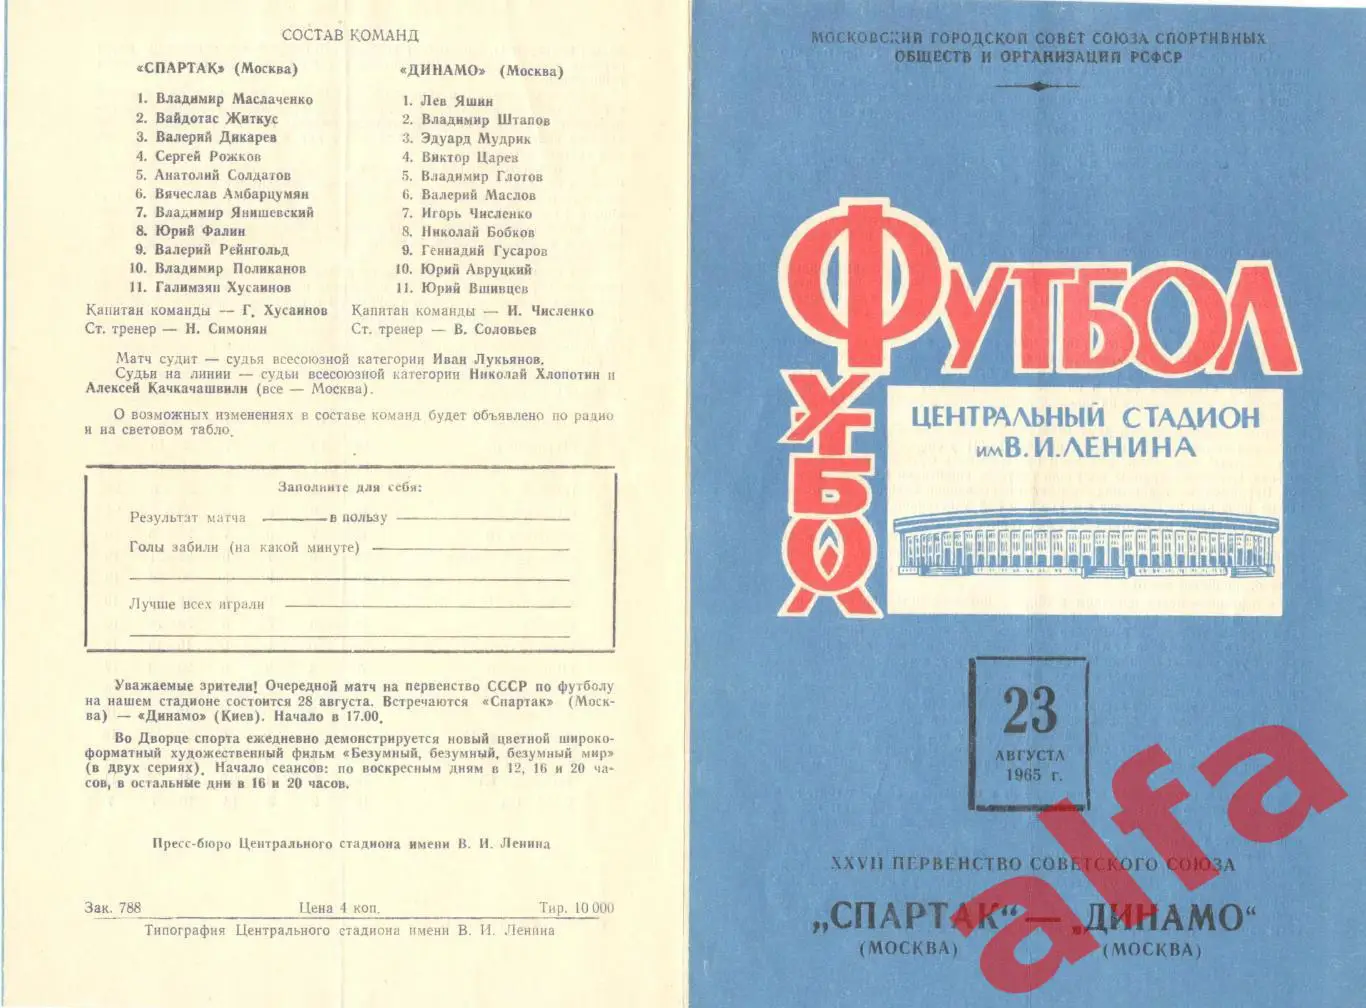 СОСТАВ КОМАНД
«СПАРТАК» (Москва)
1. Владимир Маслаченко
2. Вайдотас Житкус
3. Валерий Дикарев
4. Сергей Рожков
5. Анатолий Солдатов
6. Вячеслав Амбарцумян
7. Владимир Янишевский
8. Юрий Фалин
9. Валерий Рейнгольд
10. Владимир Поликанов
11. Галимзян Хусаинов
Капитан команды — Г. Хусаинов
Ст. тренер — Н. Симонян
«ДИНАМО» (Москва)
1. Лев Яшин
2. Владимир Штапов
3. Эдуард Мудрик
4. Виктор Царев
5. Владимир Глотов
6. Валерий Маслов
7. Игорь Численко
8. Николай Бобков
9. Геннадий Гусаров
10. Юрий Авруцкий
11. Юрий Вшивцев
Капитан команды — И. Численко
Ст. тренер — В. Соловьев
Матч судит — судья всесоюзной категории Иван Лукьянов.
Судьи на линии — судьи всесоюзной категории Николай Хлопотин и
Алексей Качкачашвили (все — Москва).
О возможных изменениях в составе команд будет объявлено по радио
и на световом табло.
Заполните для себя:
Результат матча ———— в пользу ————
Голы забили (на какой минуте) ————
Лучше всех играли ————
Уважаемые зрители! Очередной матч на первенство СССР по футболу
на нашем стадионе состоится 28 августа. Встречаются «Спартак» (Моск-
ва) — «Динамо» (Киев). Начало в 17.00.
Во Дворце спорта ежедневно демонстрируется новый цветной широко-
форматный художественный фильм «Безумный, безумный, безумный мир»
(в двух сериях). Начало сеансов: по воскресным дням в 12, 16 и 20 ча-
сов, в остальные дни в 16 и 20 часов.
Пресс-бюро Центрального стадиона имени В. И. Ленина
Зак. 788 Цена 4 коп. Тир. 10 000
Типография Центрального стадиона имени В. И. Ленина
МОСКОВСКИЙ ГОРОДСКОЙ СОВЕТ СОЮЗА СПОРТИВНЫХ
ОБЩЕСТВ И ОРГАНИЗАЦИЙ РСФСР
ФУТБОЛ
УТБОЛ
ЦЕНТРАЛЬНЫЙ СТАДИОН
им В. И. ЛЕНИНА
23
АВГУСТА
1965 г.
XXVII ПЕРВЕНСТВО СОВЕТСКОГО СОЮЗА
„СПАРТАК“ — „ДИНАМО“
(МОСКВА) (МОСКВА)
alfa